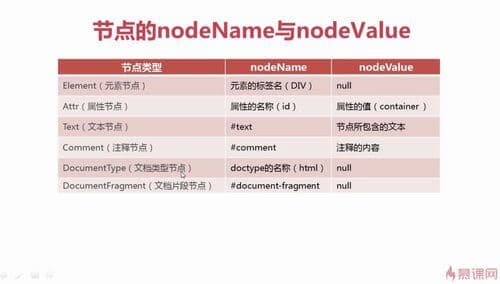 节点的nodeName与nodeValue
节点类型 nodeName nodeValue
Element（元素节点） 元素的标签名（DIV） null
Attr（属性节点） 属性的名称（id） 属性的值（container ）
Text（文本节点） #text 节点所包含的文本
Comment（注释节点） #comment 注释的内容
DocumentType（文档类型节点） doctype的名称（html） null
DocumentFragment（文档片段节点） #document-fragment null
慕课网